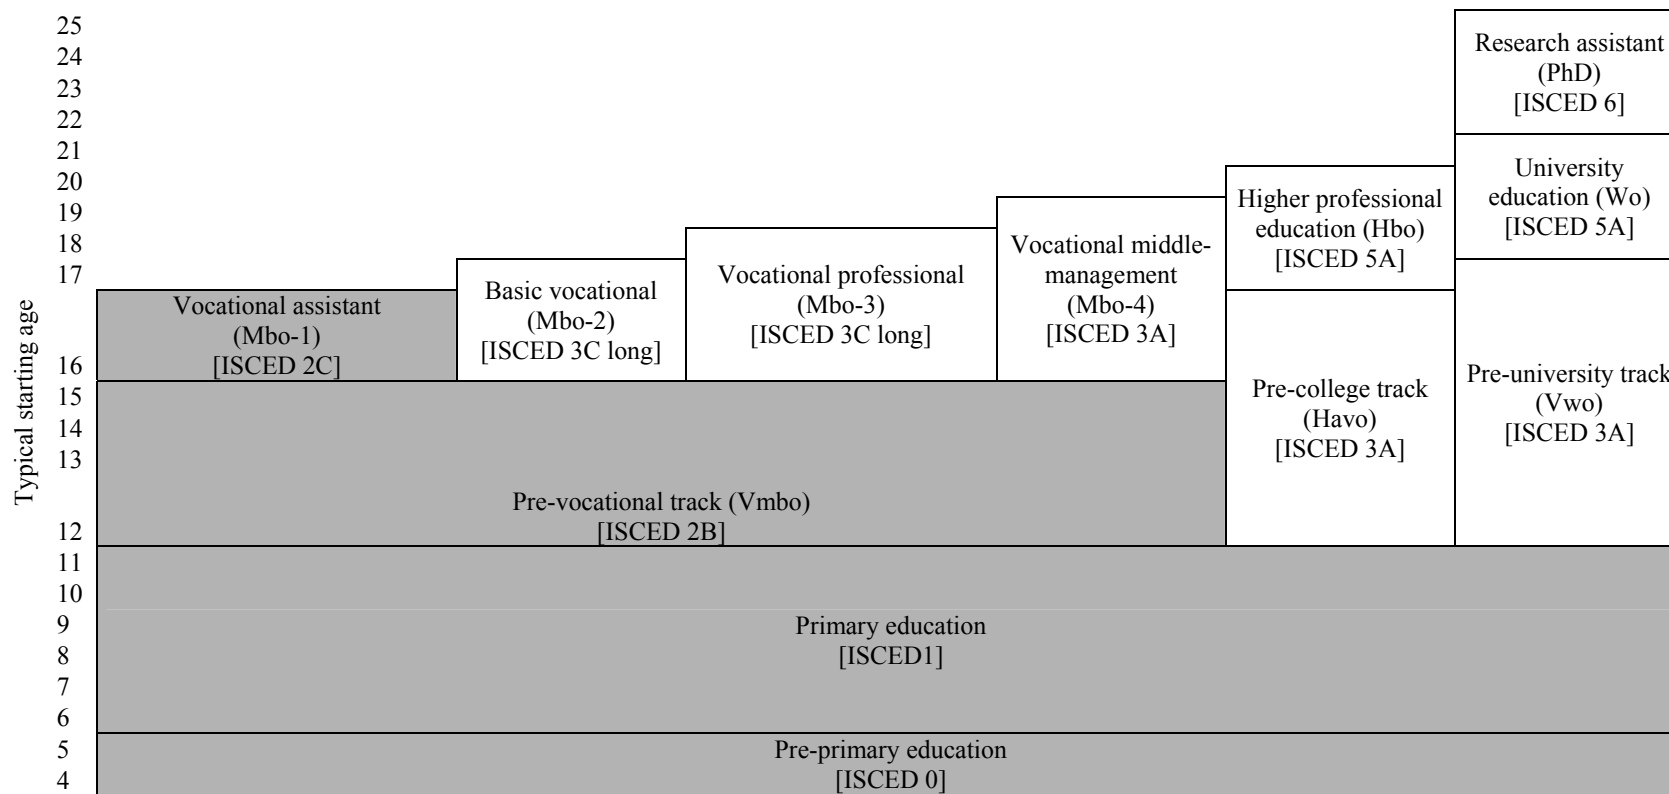 25
24
23
22
21
20
19
18
17
16
15
14
13
12
11
10
9
8
7
6
5
4
Typical starting age
Research assistant
(PhD)
[ISCED 6]
University
education (Wo)
[ISCED 5A]
Higher professional
education (Hbo)
[ISCED 5A]
Vocational middle-
management
(Mbo-4)
[ISCED 3A]
Vocational professional
(Mbo-3)
[ISCED 3C long]
Basic vocational
(Mbo-2)
[ISCED 3C long]
Vocational assistant
(Mbo-1)
[ISCED 2C]
Pre-college track
(Havo)
[ISCED 3A]
Pre-university track
(Vwo)
[ISCED 3A]
Pre-vocational track (Vmbo)
[ISCED 2B]
Primary education
[ISCED1]
Pre-primary education
[ISCED 0]